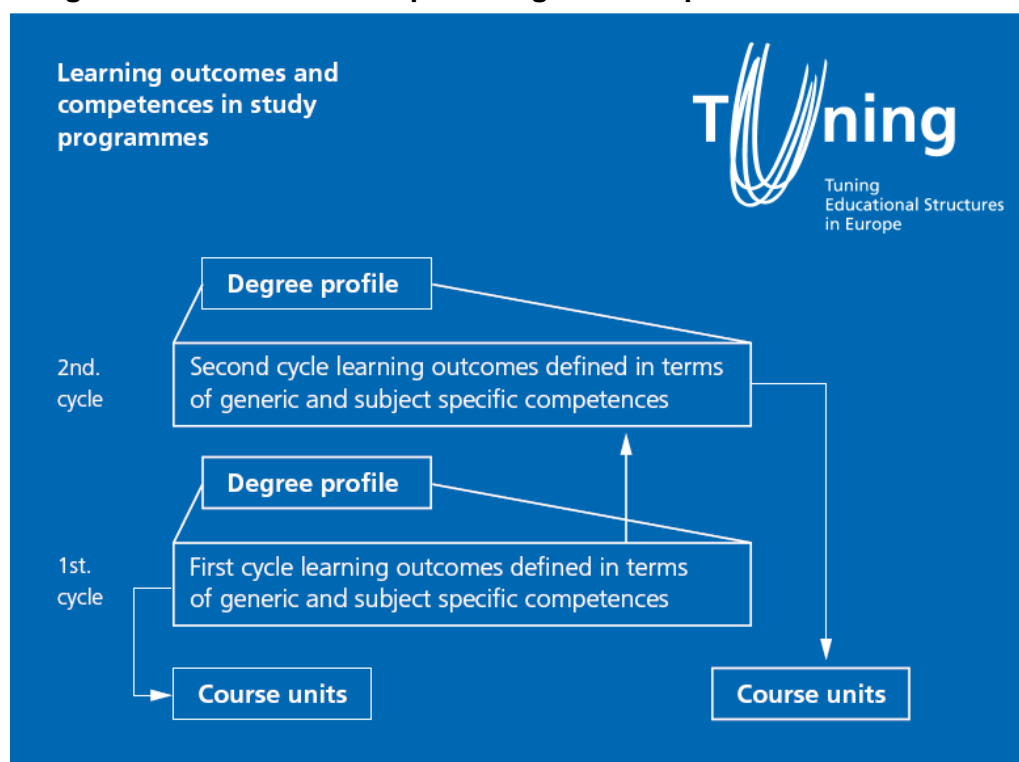 Learning outcomes and
competences in study
programmes
Tuning
Tuning
Educational Structures
in Europe
Degree profile
2nd.
cycle
Second cycle learning outcomes defined in terms
of generic and subject specific competences
Degree profile
1st.
cycle
First cycle learning outcomes defined in terms
of generic and subject specific competences
Course units
Course units